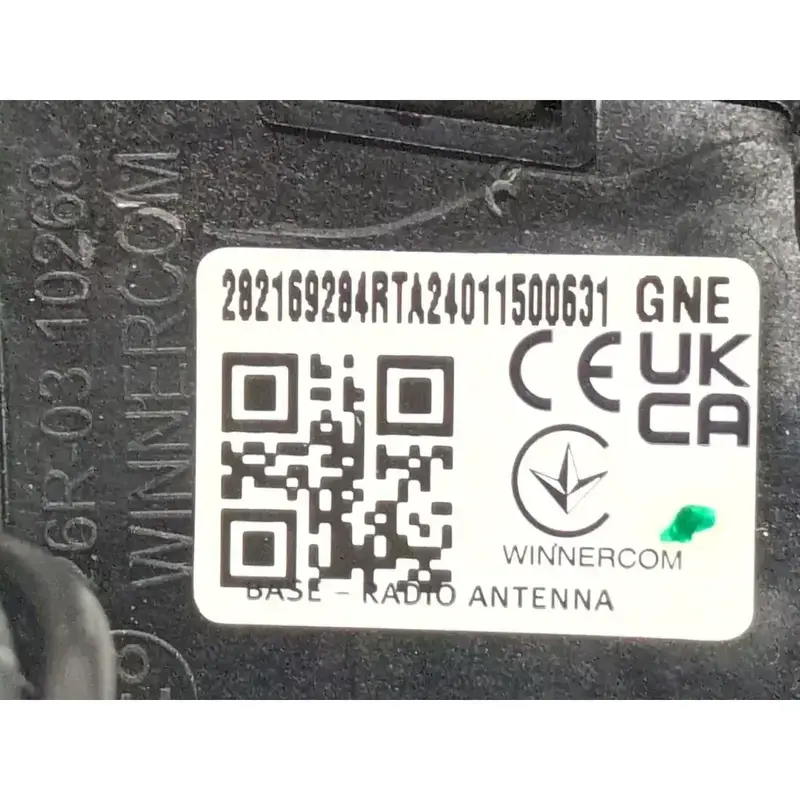 282169284RTA24011500631 GNE
CE
UK
CA
WINNERCOM
BASE - RADIO ANTENNA
6R-03 10268
WINNERCOM